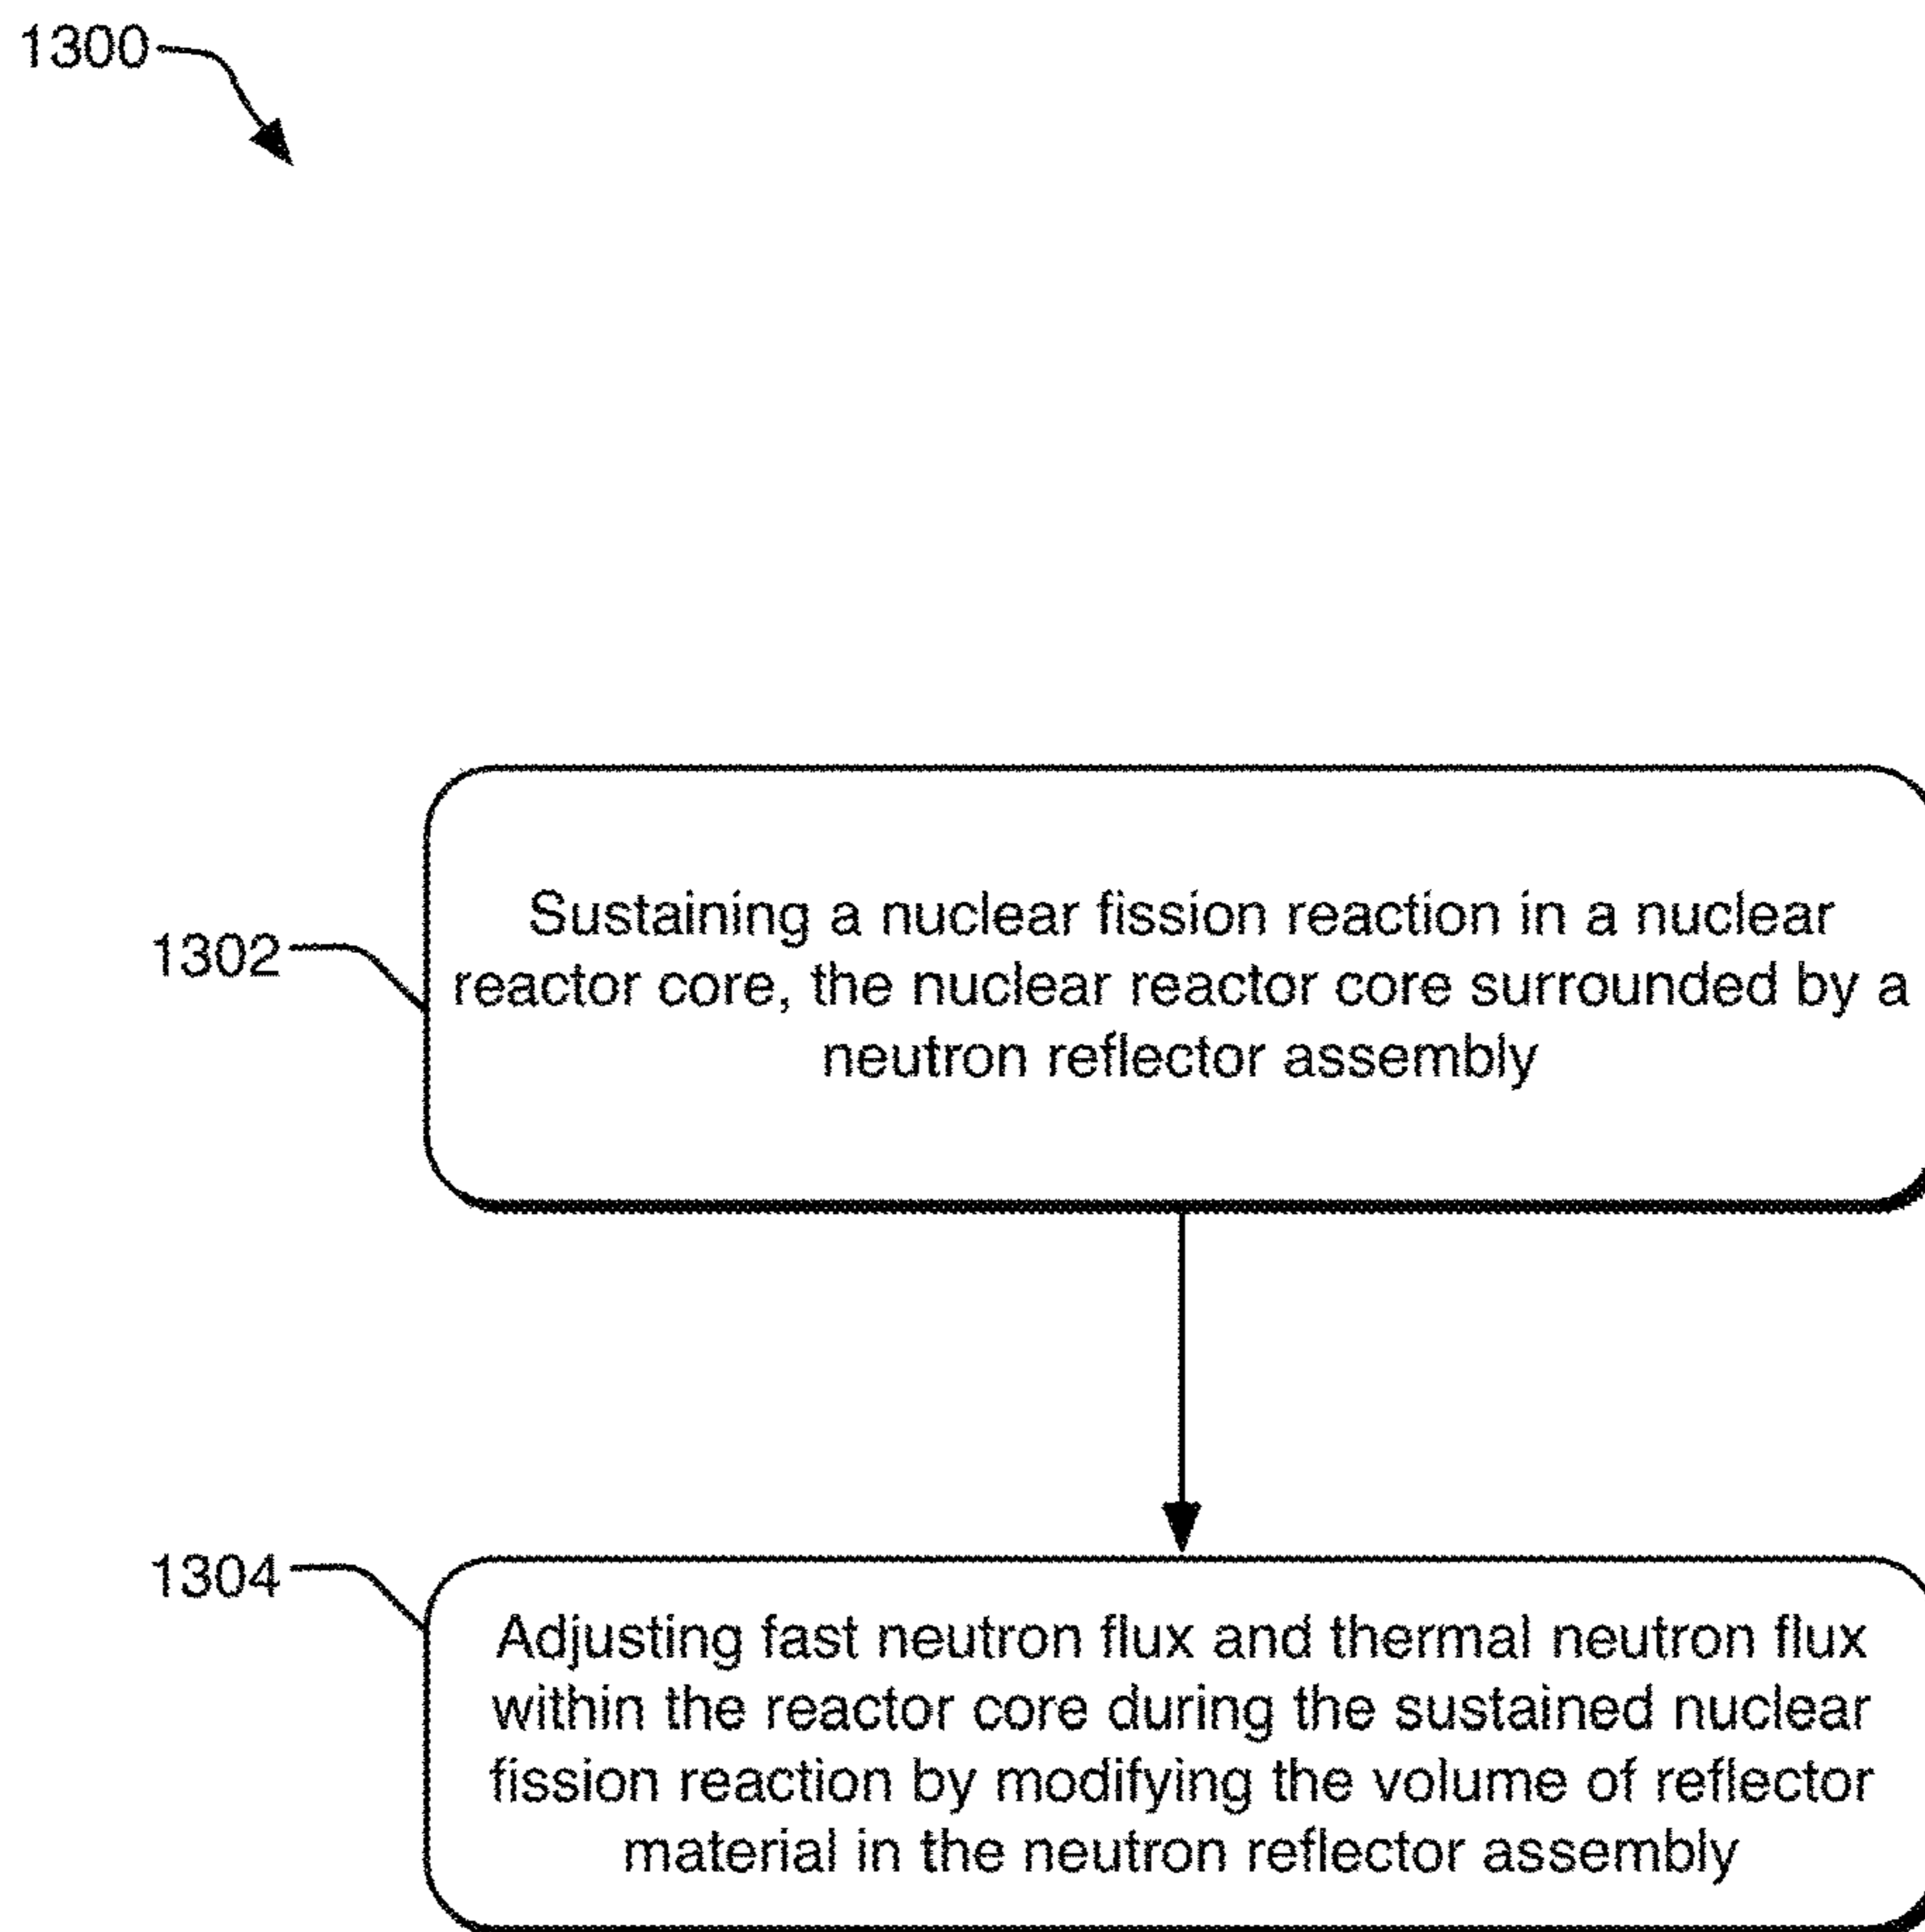 1300
1302
Sustaining a nuclear fission reaction in a nuclear
reactor core, the nuclear reactor core surrounded by a
neutron reflector assembly
1304
Adjusting fast neutron flux and thermal neutron flux
within the reactor core during the sustained nuclear
fission reaction by modifying the volume of reflector
material in the neutron reflector assembly